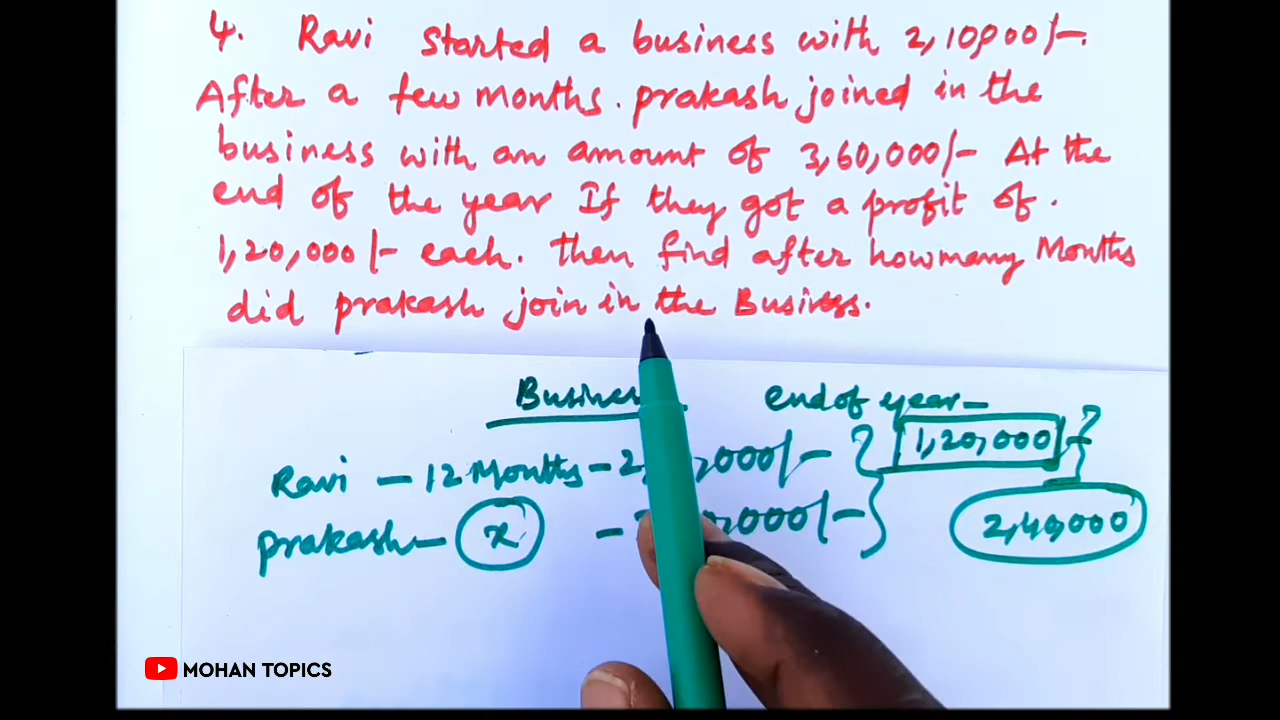 4. Ravi started a business with 2,10,000/-.
After a few months. prakash joined in the
business with an amount of 3,60,000/- At the
end of the year If they got a profit of.
1,20,000/- each. Then find after howmany Months
did prakash join in the Business.
Business end of year-
Ravi - 12 Months - 1,20,000
prakash - x - 2,40,000
MOHAN TOPICS